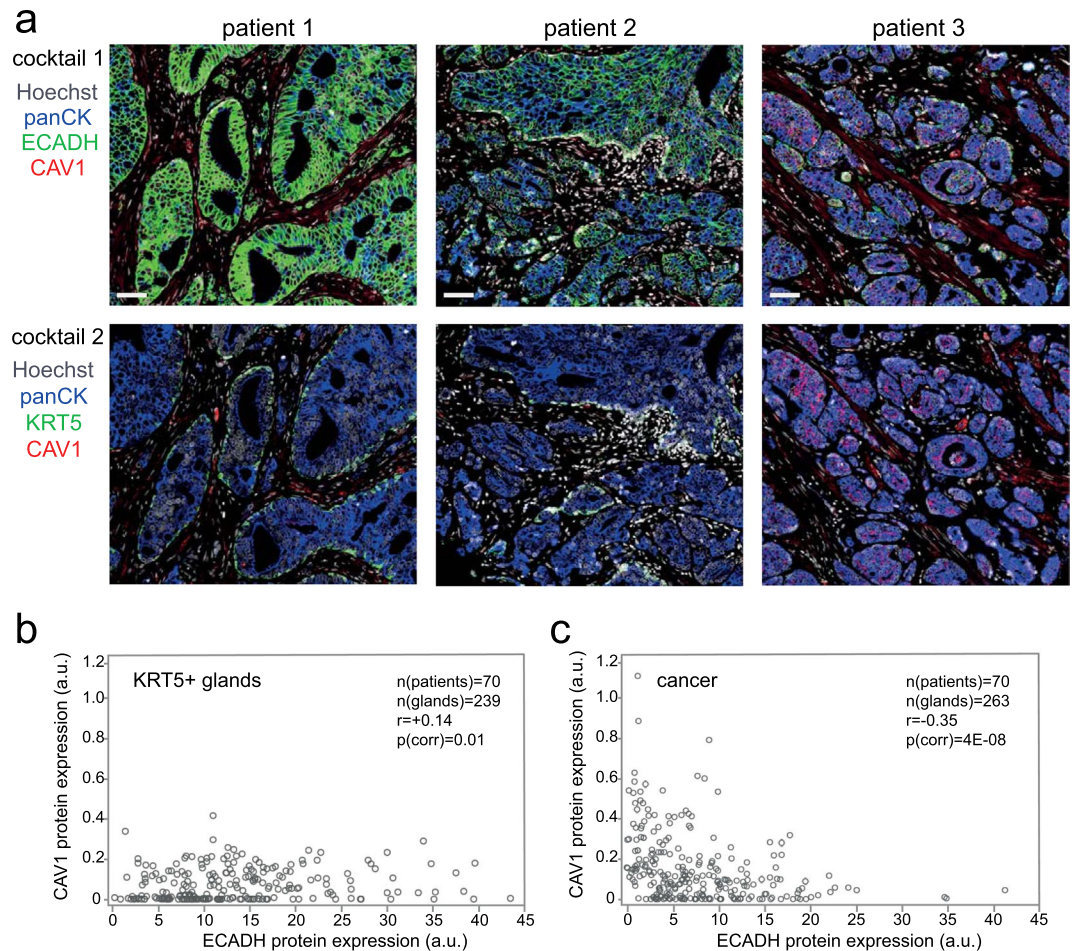 a
patient 1
patient 2
patient 3
cocktail 1
Hoechst
panCK
ECADH
CAV1
cocktail 2
Hoechst
panCK
KRT5
CAV1
b
CAV1 protein expression (a.u.)
1.2
1.0
0.8
0.6
0.4
0.2
0
KRT5+ glands
n(patients)=70
n(glands)=239
r=+0.14
p(corr)=0.01
0 5 10 15 20 25 30 35 40 45
ECADH protein expression (a.u.)
c
CAV1 protein expression (a.u.)
1.2
1.0
0.8
0.6
0.4
0.2
0
cancer
n(patients)=70
n(glands)=263
r=-0.35
p(corr)=4E-08
0 5 10 15 20 25 30 35 40 45
ECADH protein expression (a.u.)